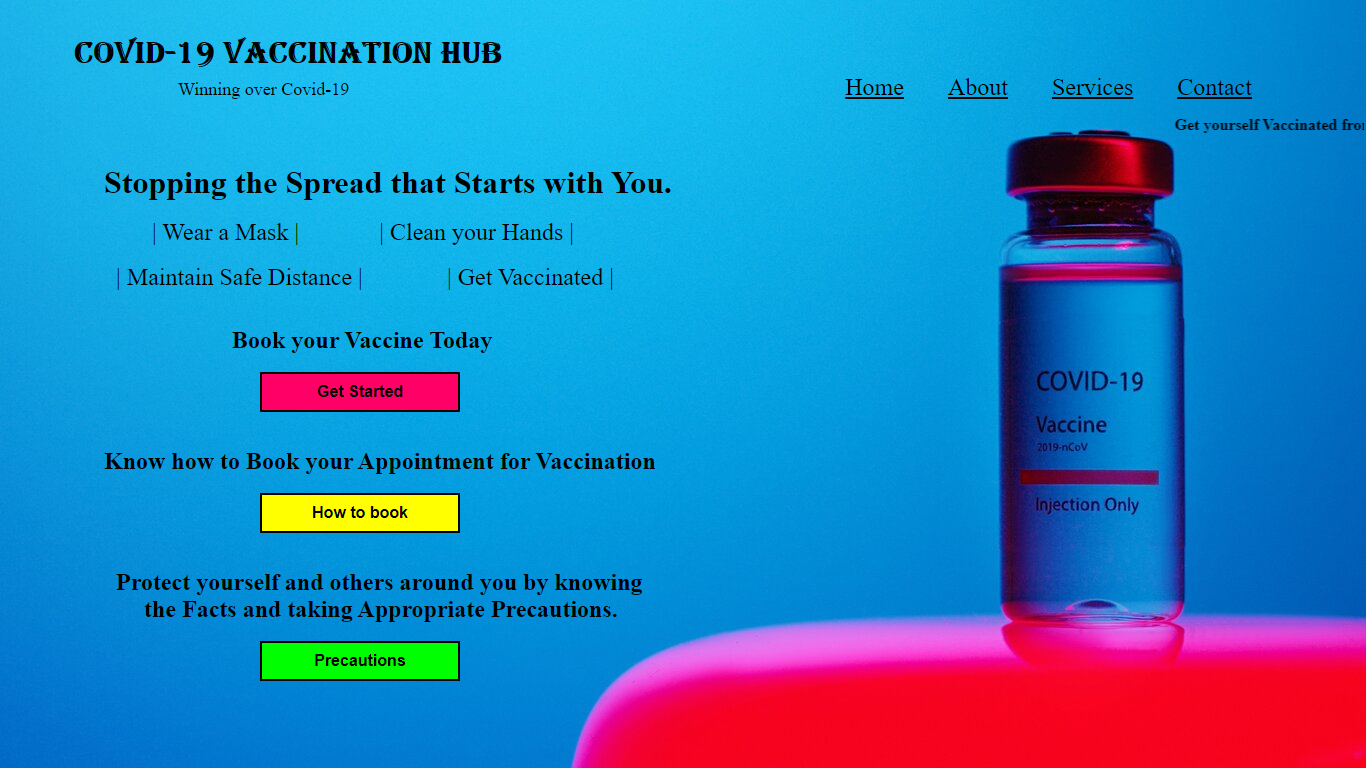 COVID-19 VACCINATION HUB
Winning over Covid-19
Home About Services Contact
Get yourself Vaccinated
Stopping the Spread that Starts with You.
| Wear a Mask | | Clean your Hands |
| Maintain Safe Distance | | Get Vaccinated |
Book your Vaccine Today
Get Started
Know how to Book your Appointment for Vaccination
How to book
Protect yourself and others around you by knowing
the Facts and taking Appropriate Precautions.
Precautions
COVID-19
Vaccine
2019-nCoV
Injection Only